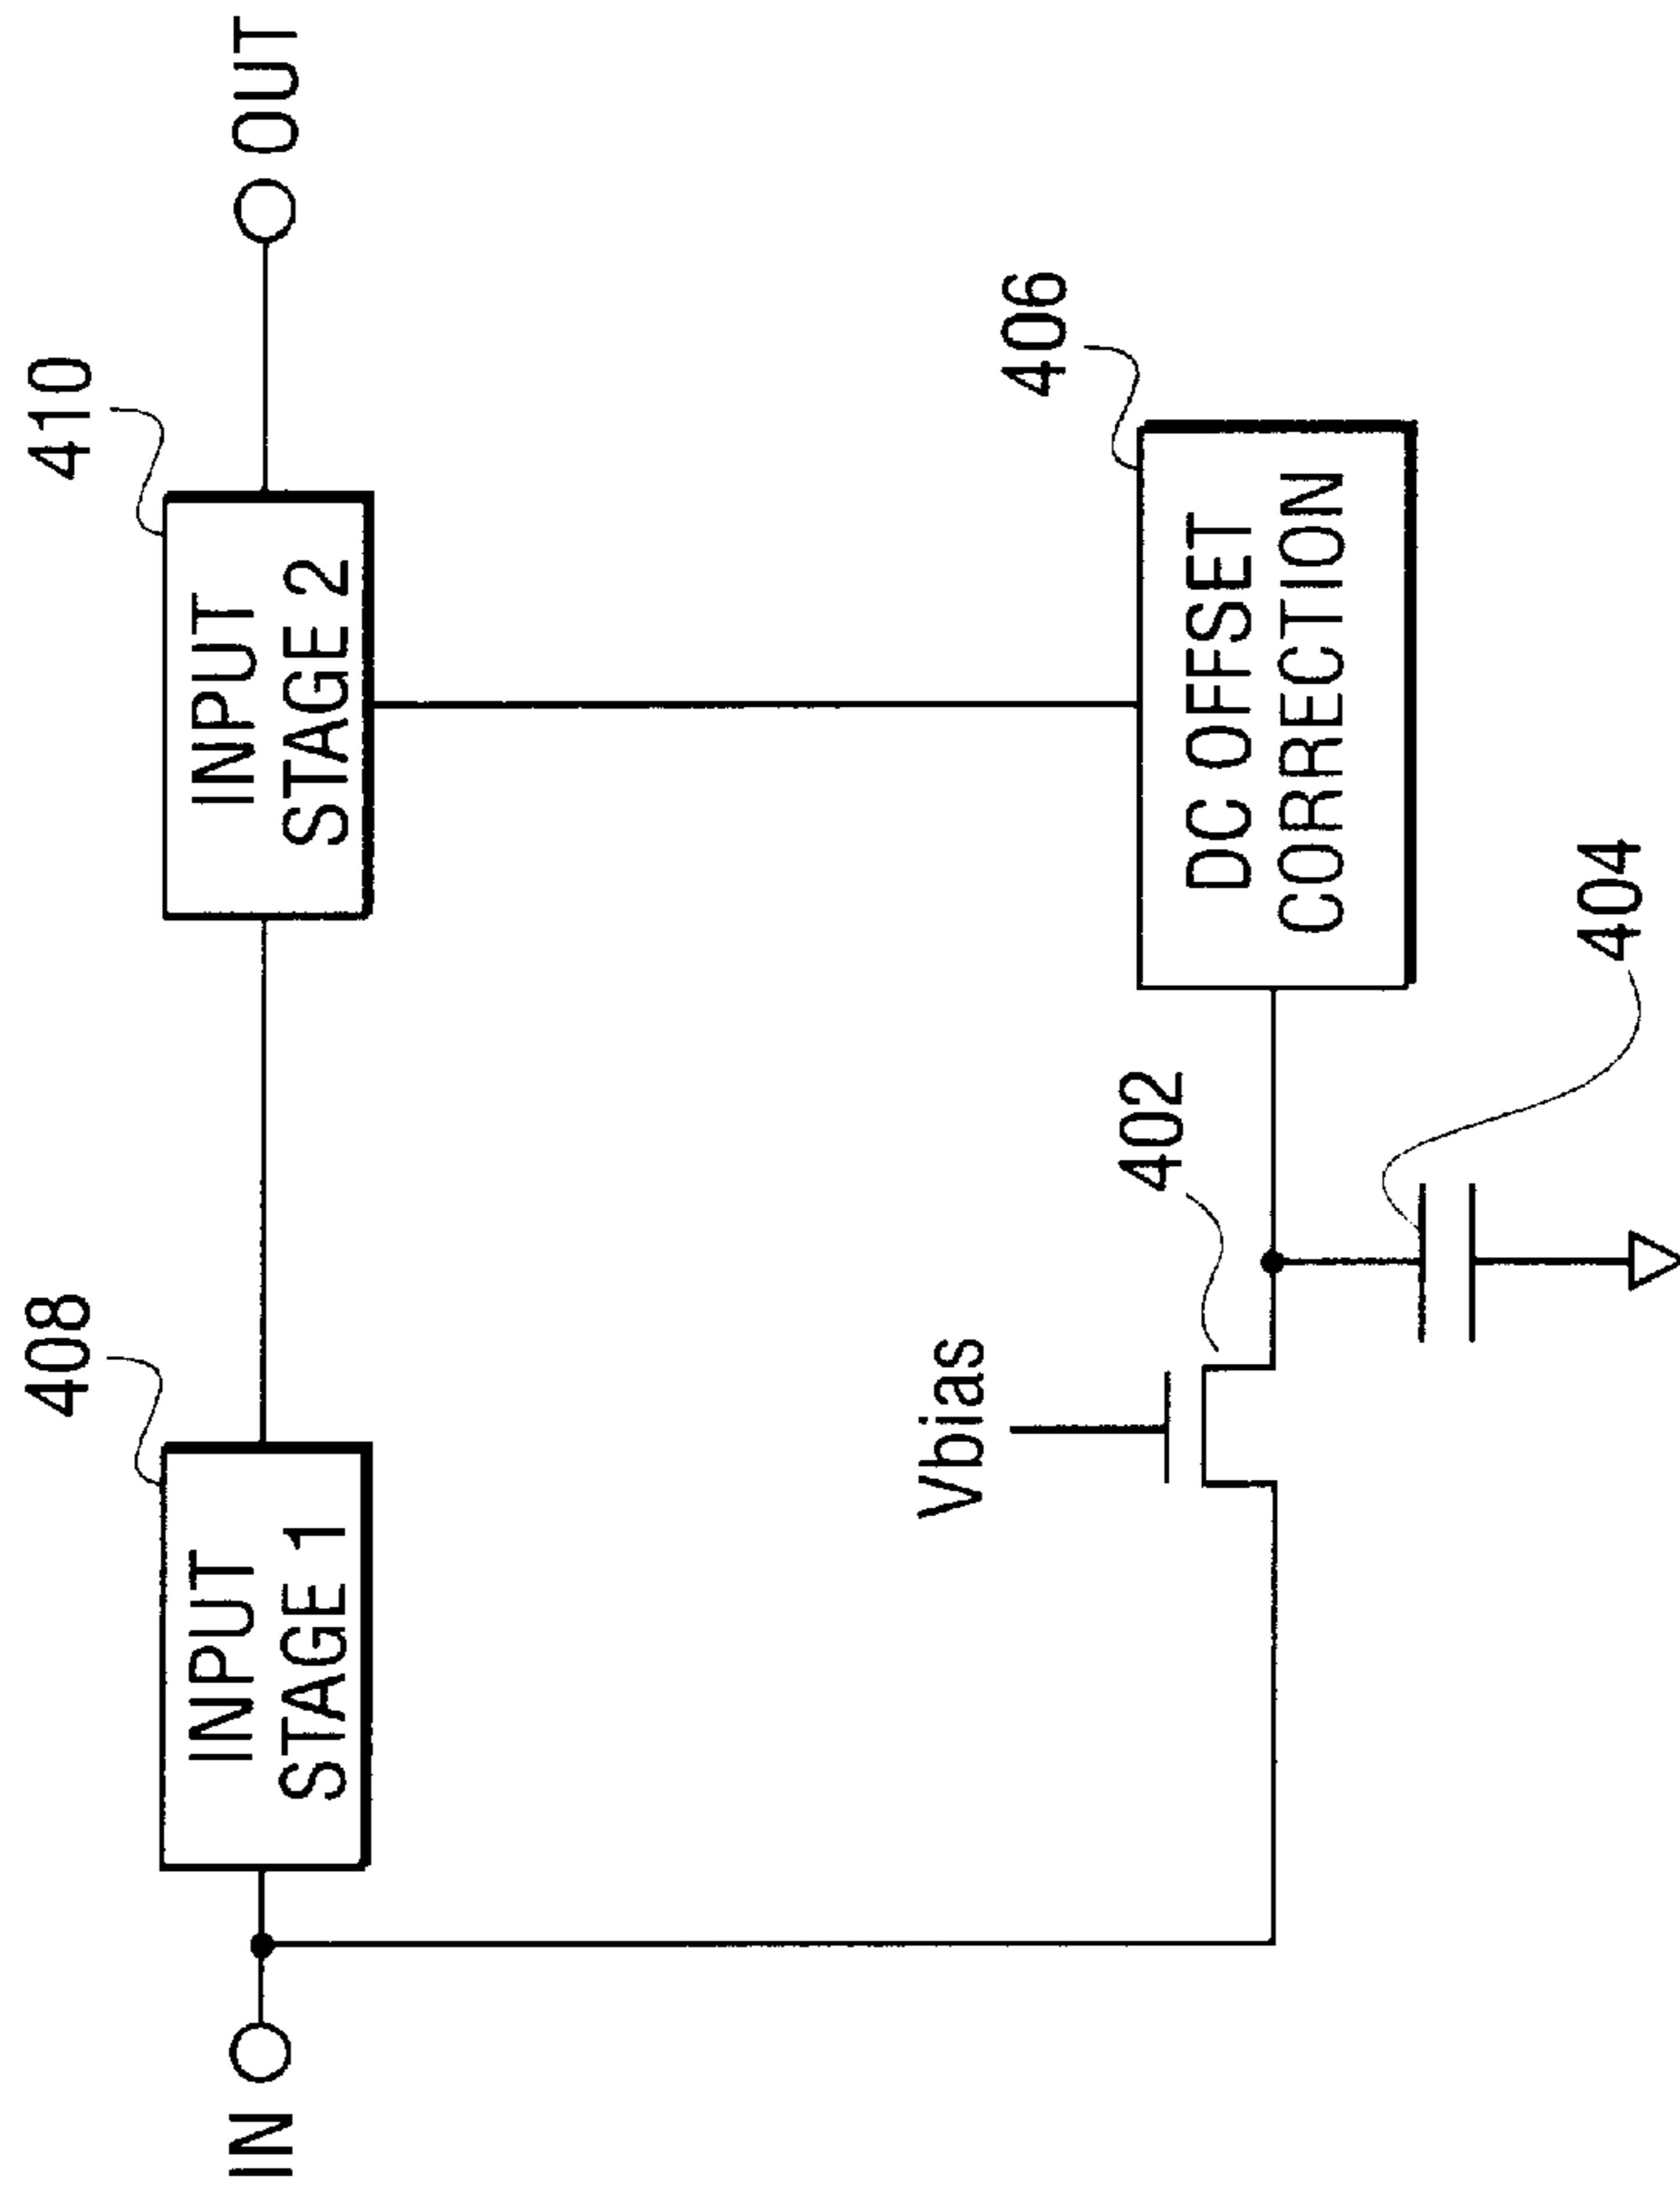 408
410
IN
INPUT
STAGE 1
INPUT
STAGE 2
OUT
Vbias
402
406
DC OFFSET
CORRECTION
404